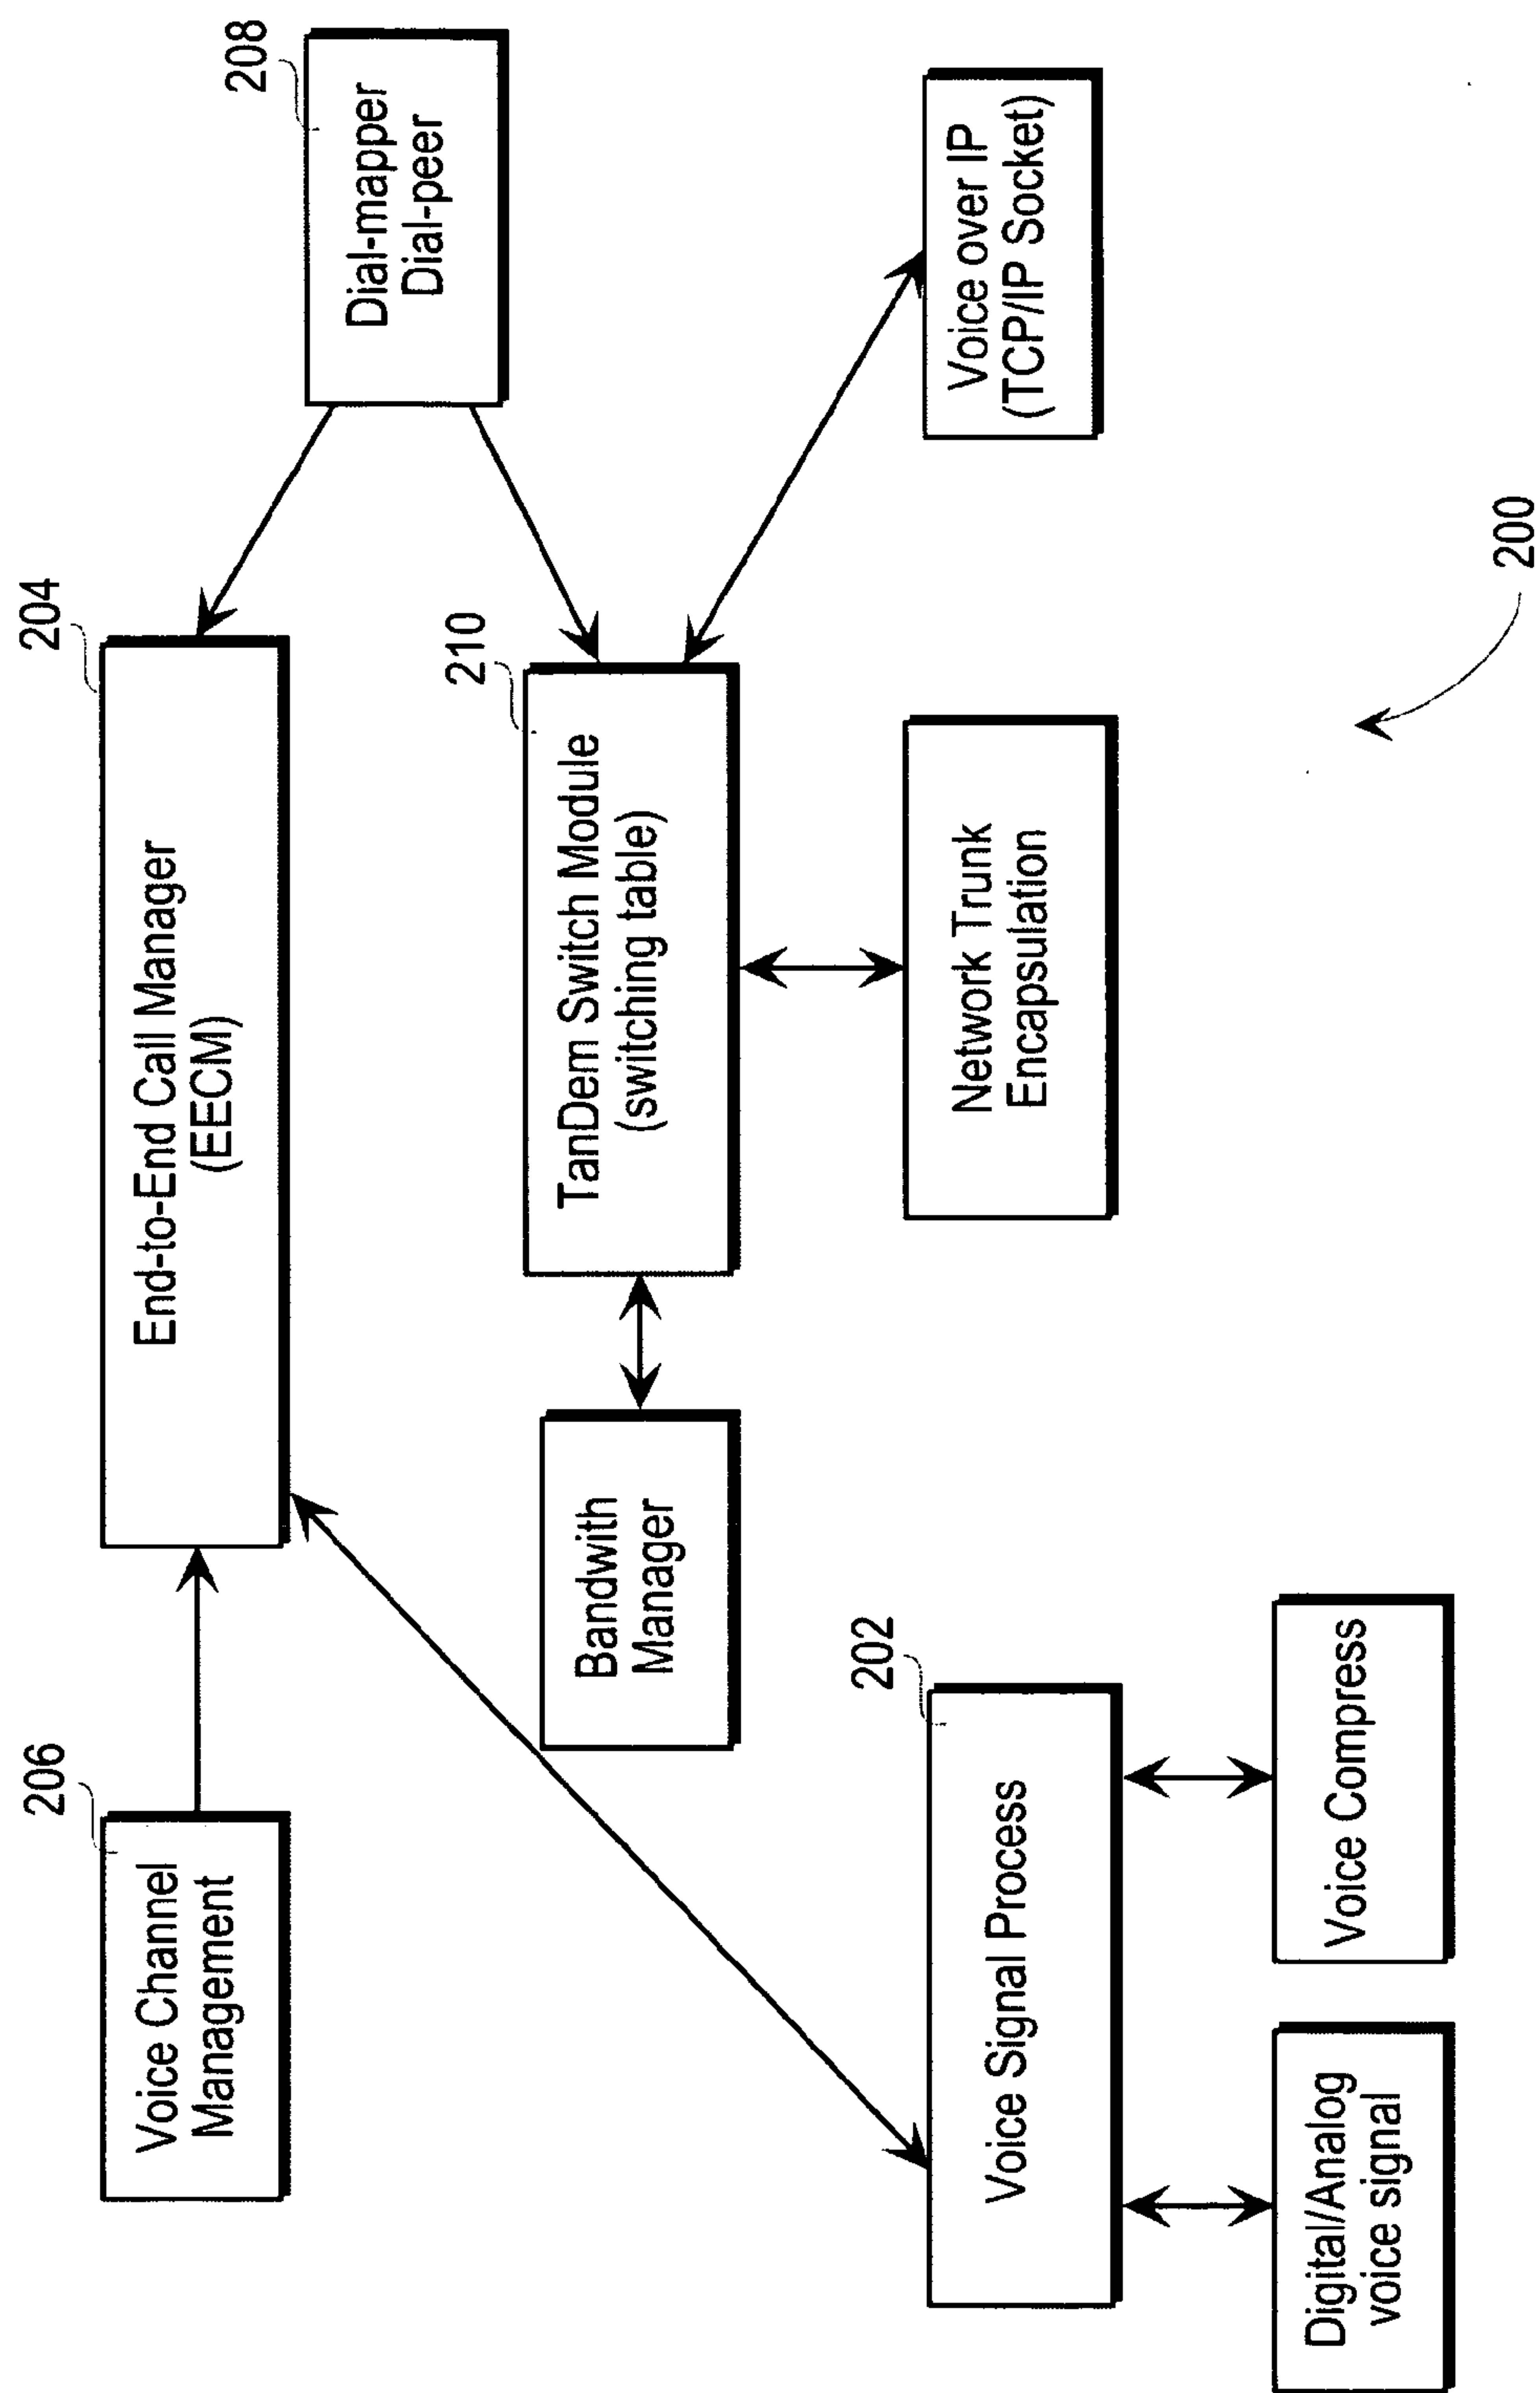 206
Voice Channel
Management
204
End-to-End Call Manager
(EECM)
208
Dial-mapper
Dial-peer
210
TanDem Switch Module
(switching table)
Bandwith
Manager
Network Trunk
Encapsulation
Voice over IP
(TCP/IP Socket)
202
Voice Signal Process
Digital/Analog
voice signal
Voice Compress
200